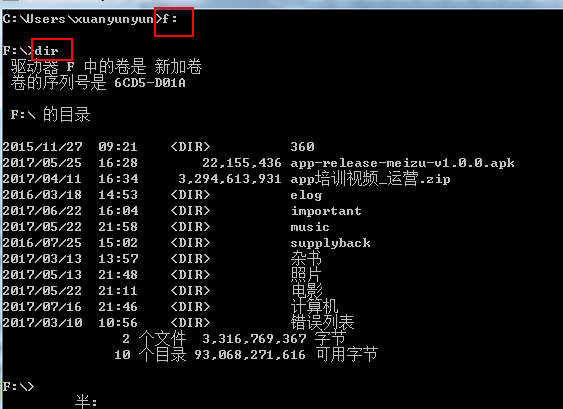 C:\Users\xuanyunyun>f:
F:\>dir
驱动器 F 中的卷是 新加卷
卷的序列号是 6CD5-D01A
F:\ 的目录
2015/11/27  09:21    <DIR>          360
2017/05/25  16:28        22,155,436 app-release-meizu-v1.0.0.apk
2017/04/11  16:34     3,294,613,931 app培训视频_运营.zip
2016/03/18  14:53    <DIR>          elog
2017/06/22  16:04    <DIR>          important
2017/05/22  21:58    <DIR>          music
2016/07/25  15:02    <DIR>          supplyback
2017/03/13  13:57    <DIR>          杂书
2017/05/13  21:48    <DIR>          照片
2017/05/22  21:11    <DIR>          电影
2017/07/16  21:46    <DIR>          计算机
2017/03/10  10:56    <DIR>          错误列表
2 个文件  3,316,769,367 字节
10 个目录 93,068,271,616 可用字节
F:\>
半: